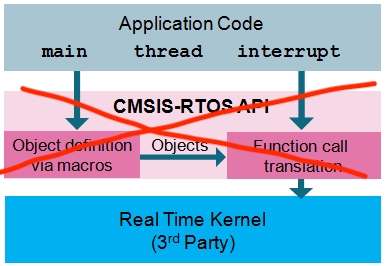 Application Code
main thread interrupt
CMSIS-RTOS API
Object definition
via macros
Objects
Function call
translation
Real Time Kernel
(3rd Party)